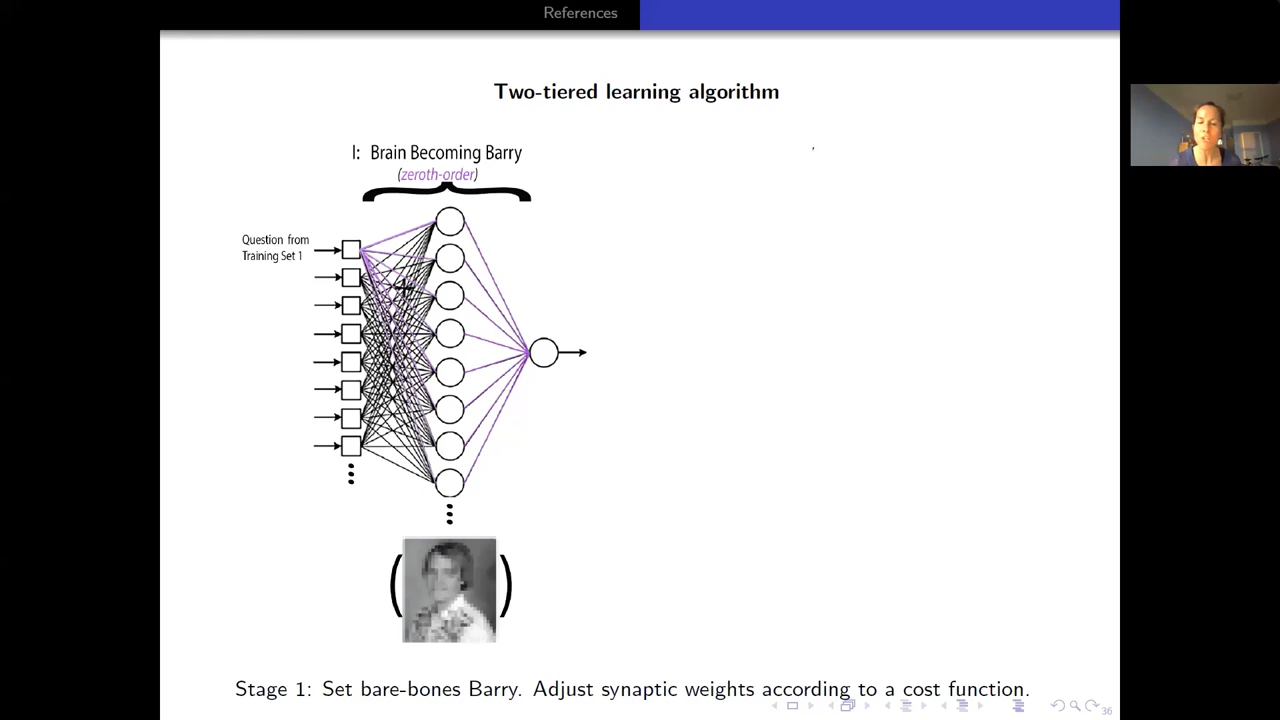 References
Two-tiered learning algorithm
I: Brain Becoming Barry
(zeroth-order)
Question from
Training Set 1
Stage 1: Set bare-bones Barry. Adjust synaptic weights according to a cost function.
36